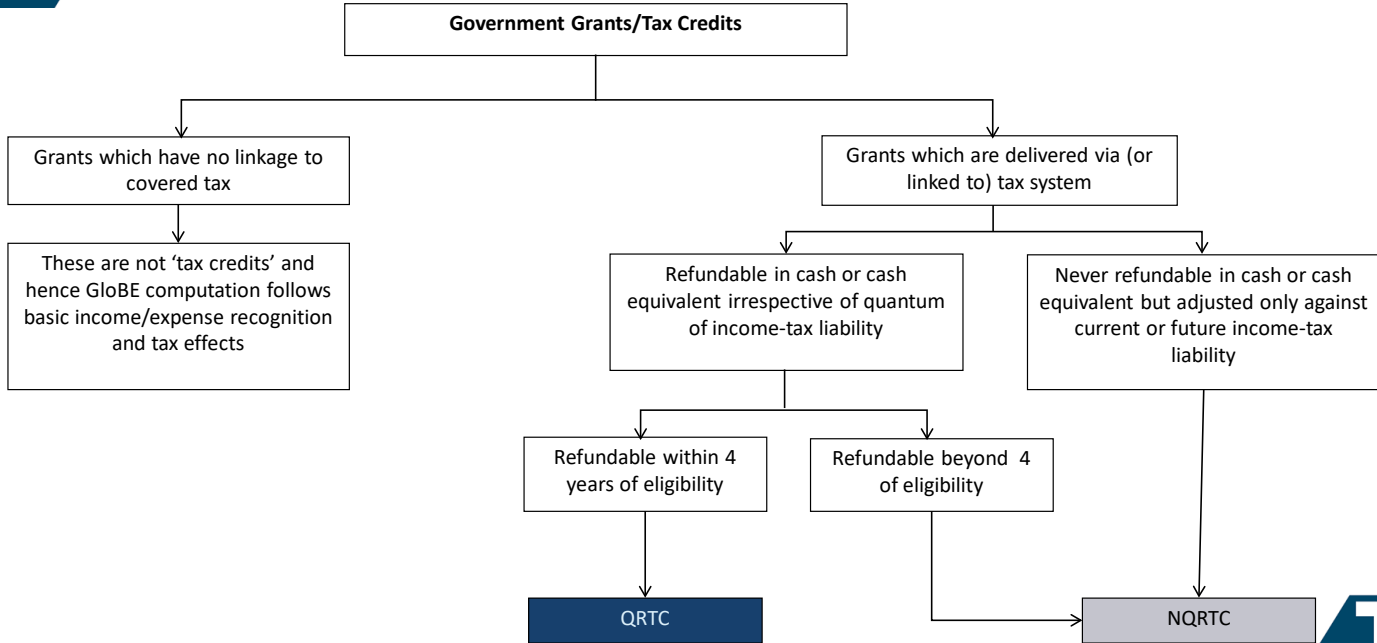 Government Grants/Tax Credits
Grants which have no linkage to
covered tax
Grants which are delivered via (or
linked to) tax system
These are not ‘tax credits’ and
hence GloBE computation follows
basic income/expense recognition
and tax effects
Refundable in cash or cash
equivalent irrespective of quantum
of income-tax liability
Never refundable in cash or cash
equivalent but adjusted only against
current or future income-tax
liability
Refundable within 4
years of eligibility
Refundable beyond 4
of eligibility
QRTC
NQRTC